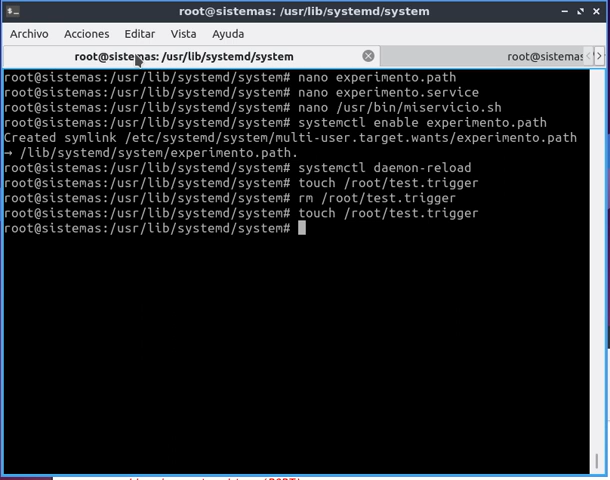 root@sistemas: /usr/lib/systemd/system
Archivo Acciones Editar Vista Ayuda
root@sistemas: /usr/lib/systemd/system root@sistemas
root@sistemas:/usr/lib/systemd/system# nano experimento.path
root@sistemas:/usr/lib/systemd/system# nano experimento.service
root@sistemas:/usr/lib/systemd/system# nano /usr/bin/miservicio.sh
root@sistemas:/usr/lib/systemd/system# systemctl enable experimento.path
Created symlink /etc/systemd/system/multi-user.target.wants/experimento.path
→ /lib/systemd/system/experimento.path.
root@sistemas:/usr/lib/systemd/system# systemctl daemon-reload
root@sistemas:/usr/lib/systemd/system# touch /root/test.trigger
root@sistemas:/usr/lib/systemd/system# rm /root/test.trigger
root@sistemas:/usr/lib/systemd/system# touch /root/test.trigger
root@sistemas:/usr/lib/systemd/system#